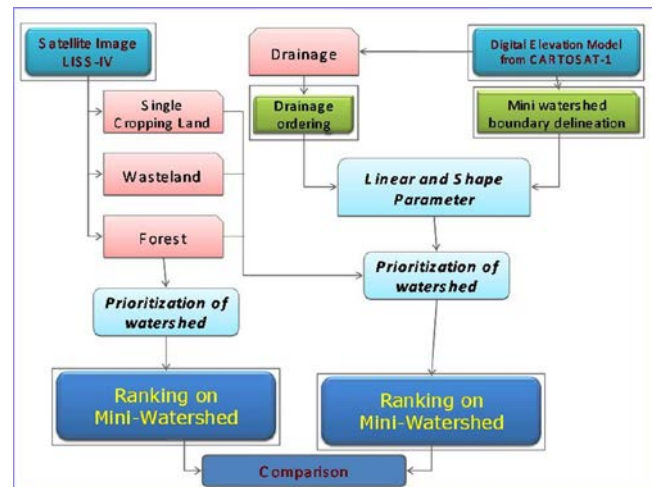 Satellite Image
LISS-IV
Drainage
Digital Elevation Model
from CARTOSAT-1
Single
Cropping Land
Drainage
ordering
Mini watershed
boundary delineation
Wasteland
Linear and Shape
Parameter
Forest
Prioritization of
watershed
Prioritization of
watershed
Ranking on
Mini-Watershed
Ranking on
Mini-Watershed
Comparison